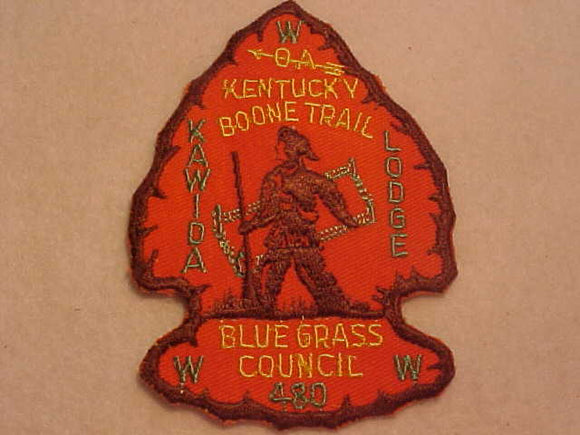 W
OA
KENTUCKY
BOONE TRAIL
KAWIDA
LODGE
BLUE GRASS
COUNCIL
W
W
480